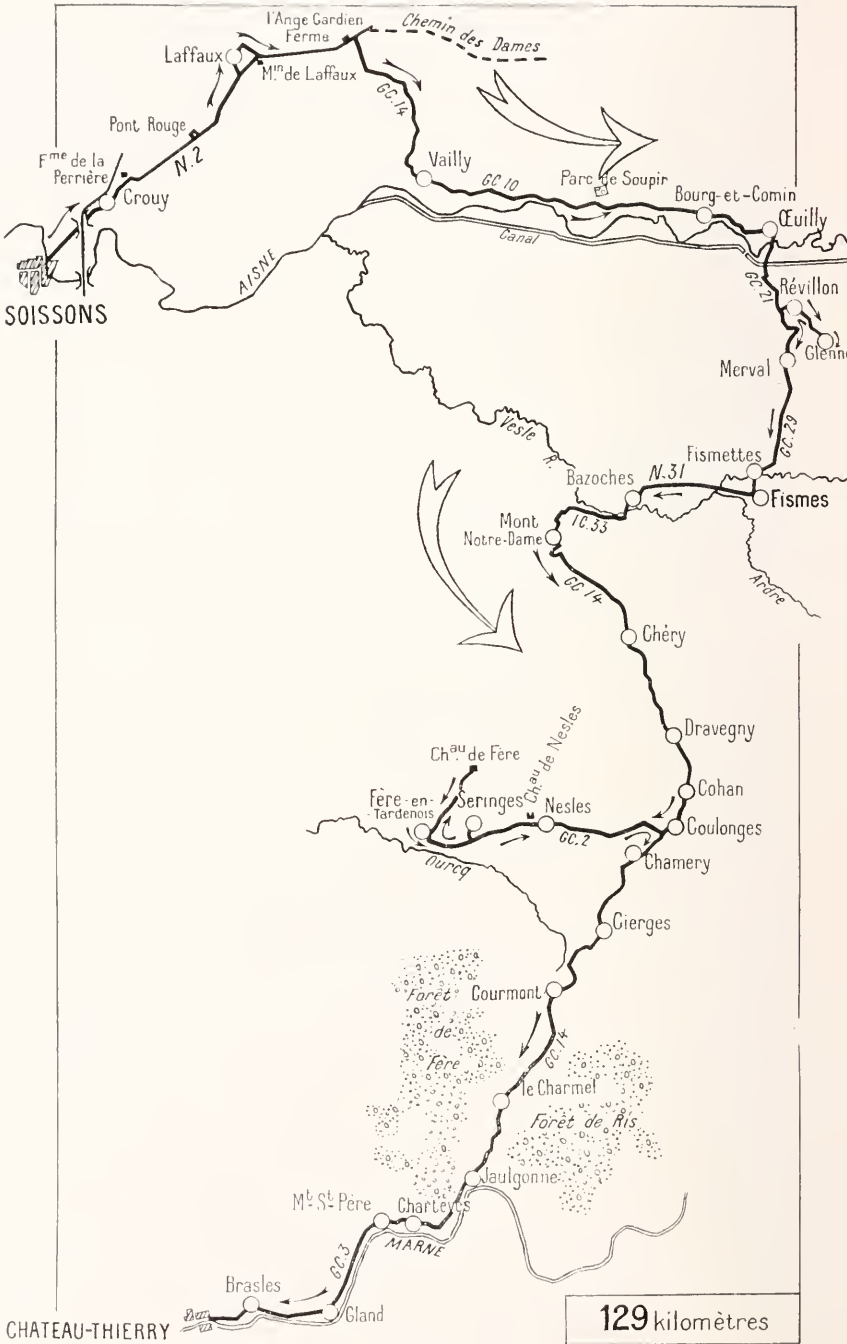 l'Ange Gardien
Ferme
Chemin des Dames
Laffaux
M.in de Laffaux
GC.14
Pont Rouge
N.2
Fme de la
Perrière
Crouy
Vailly
GC 10
Parc de Soupir
Bourg-et-Comin
Œuilly
Canal
AISNE
SOISSONS
GC.21
Révillon
Glenne
Merval
GC.29
Vesle
R.
Fismettes
Bazoches
N.31
Fismes
IC.33
Mont
Notre-Dame
GC.14
Ardre
Chéry
Dravegny
Ch.au de Fère
Ch.au de Nesles
Cohan
Fère-en-
-Tardenois
Seringes
Nesles
GC.2
Coulonges
Chamery
Ourcq
Cierges
Courmont
Forêt
de
Fère
GC.14
le Charmel
Forêt de Ris
Jaulgonne
Mt St Père
Chartèves
MARNE
GC.3
Brasles
Gland
CHATEAU-THIERRY
129 kilomètres